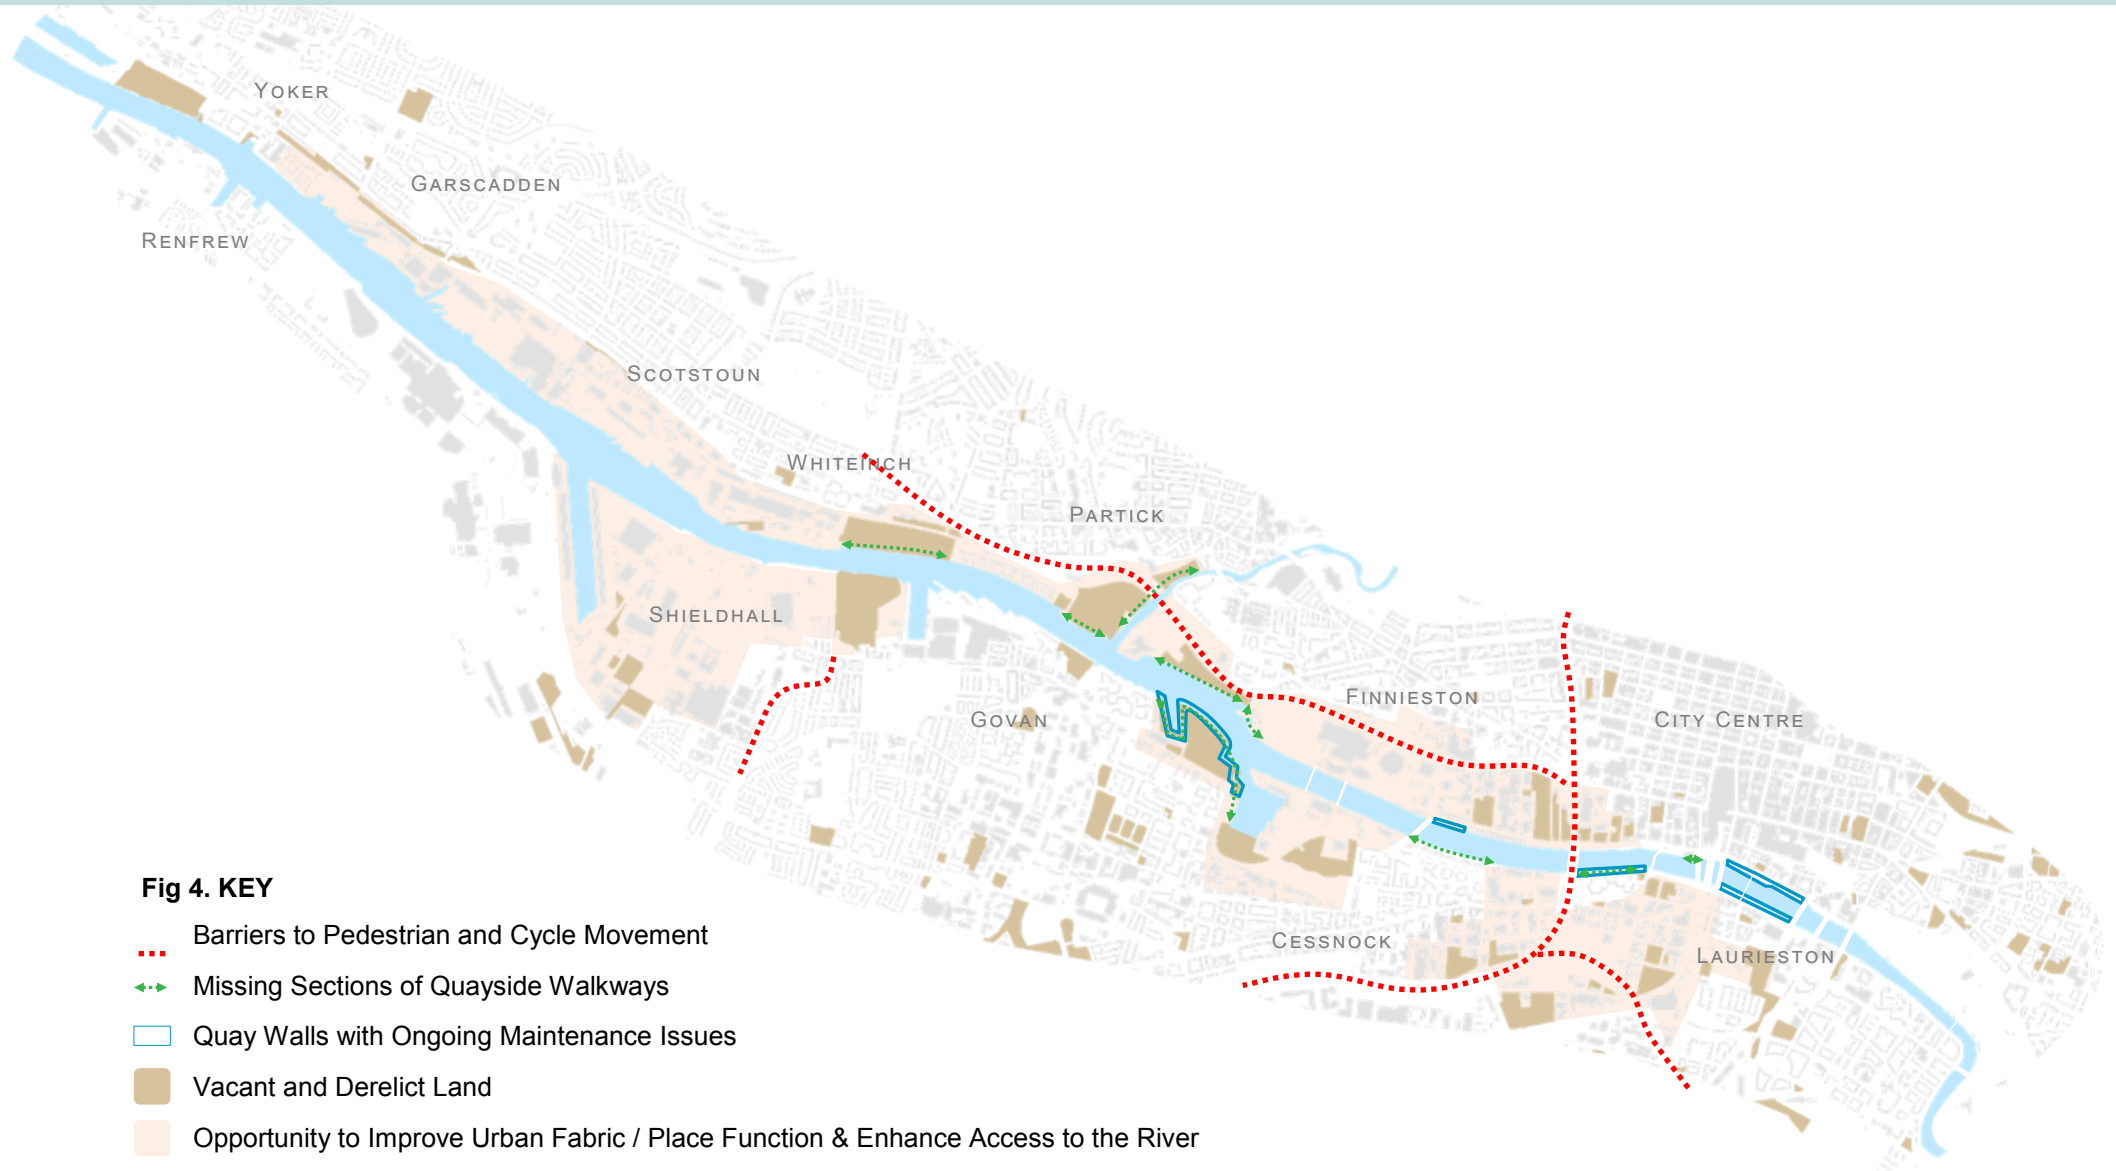 YOKER
GARSCADDEN
RENFREW
SCOTSTOUN
WHITEINCH
PARTICK
SHIELDHALL
FINNIESTON
GOVAN
CITY CENTRE
CESSNOCK
LAURIESTON
Fig 4. KEY
Barriers to Pedestrian and Cycle Movement
Missing Sections of Quayside Walkways
Quay Walls with Ongoing Maintenance Issues
Vacant and Derelict Land
Opportunity to Improve Urban Fabric / Place Function & Enhance Access to the River